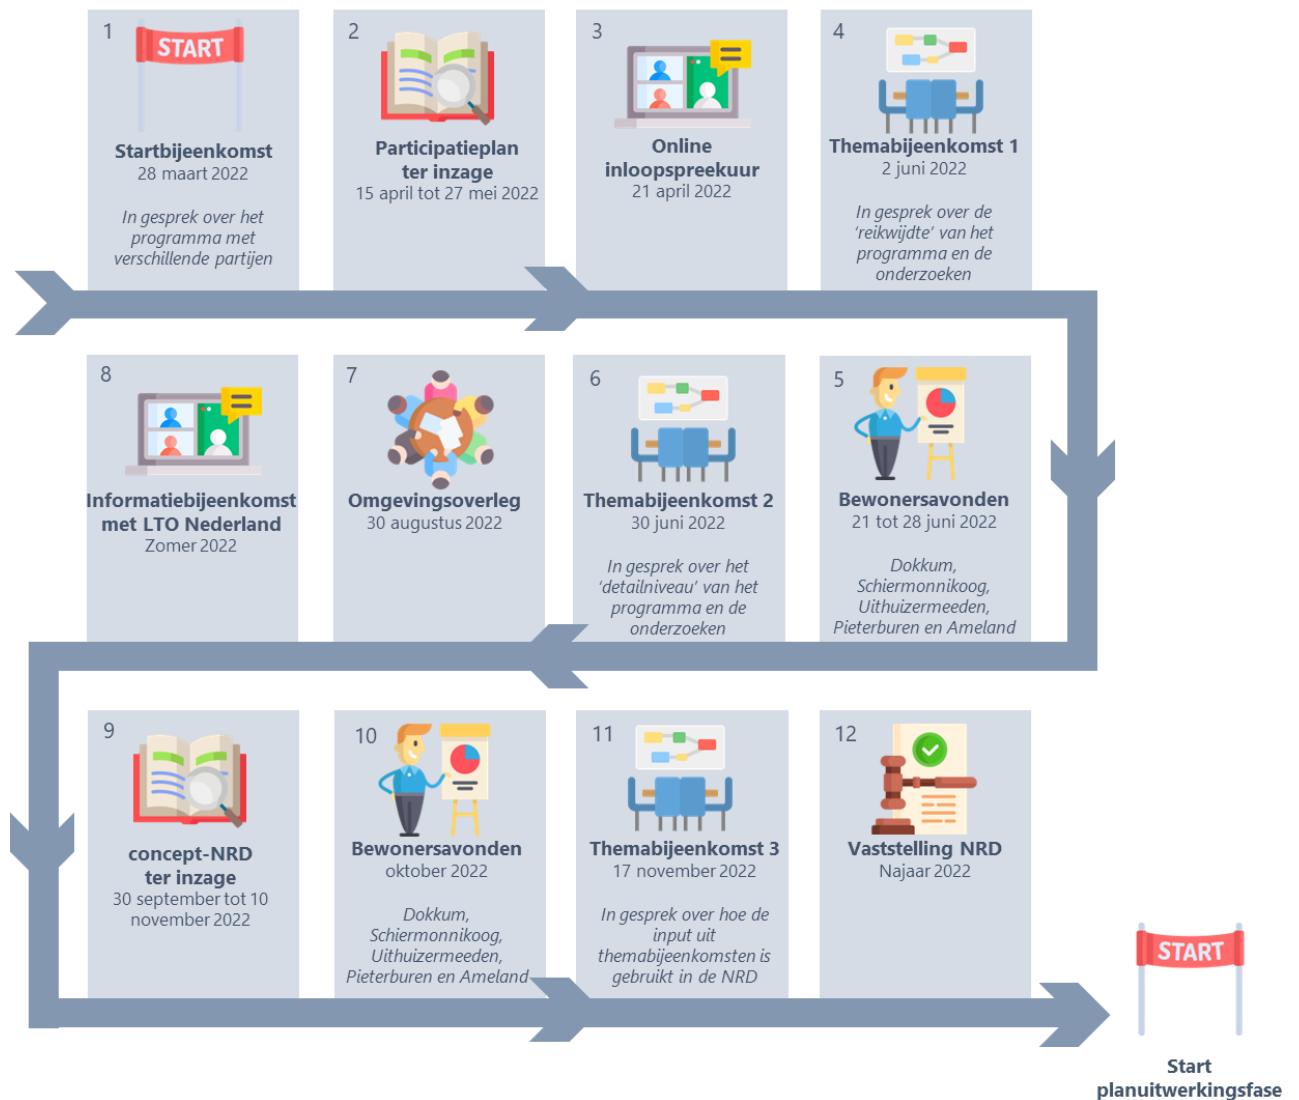 1
START
Startbijeenkomst
28 maart 2022
In gesprek over het
programma met
verschillende partijen
2
Participatieplan
ter inzage
15 april tot 27 mei 2022
3
Online
inloopspreekuur
21 april 2022
4
Themabijeenkomst 1
2 juni 2022
In gesprek over de
‘reikwijdte’ van het
programma en de
onderzoeken
5
Bewonersavonden
21 tot 28 juni 2022
Dokkum,
Schiermonnikoog,
Uithuizermeeden,
Pieterburen en Ameland
6
Themabijeenkomst 2
30 juni 2022
In gesprek over het
‘detailniveau’ van het
programma en de
onderzoeken
7
Omgevingsoverleg
30 augustus 2022
8
Informatiebijeenkomst
met LTO Nederland
Zomer 2022
9
concept-NRD
ter inzage
30 september tot 10
november 2022
10
Bewonersavonden
oktober 2022
Dokkum,
Schiermonnikoog,
Uithuizermeeden,
Pieterburen en Ameland
11
Themabijeenkomst 3
17 november 2022
In gesprek over hoe de
input uit
themabijeenkomsten is
gebruikt in de NRD
12
Vaststelling NRD
Najaar 2022
START
Start
planuitwerkingsfase